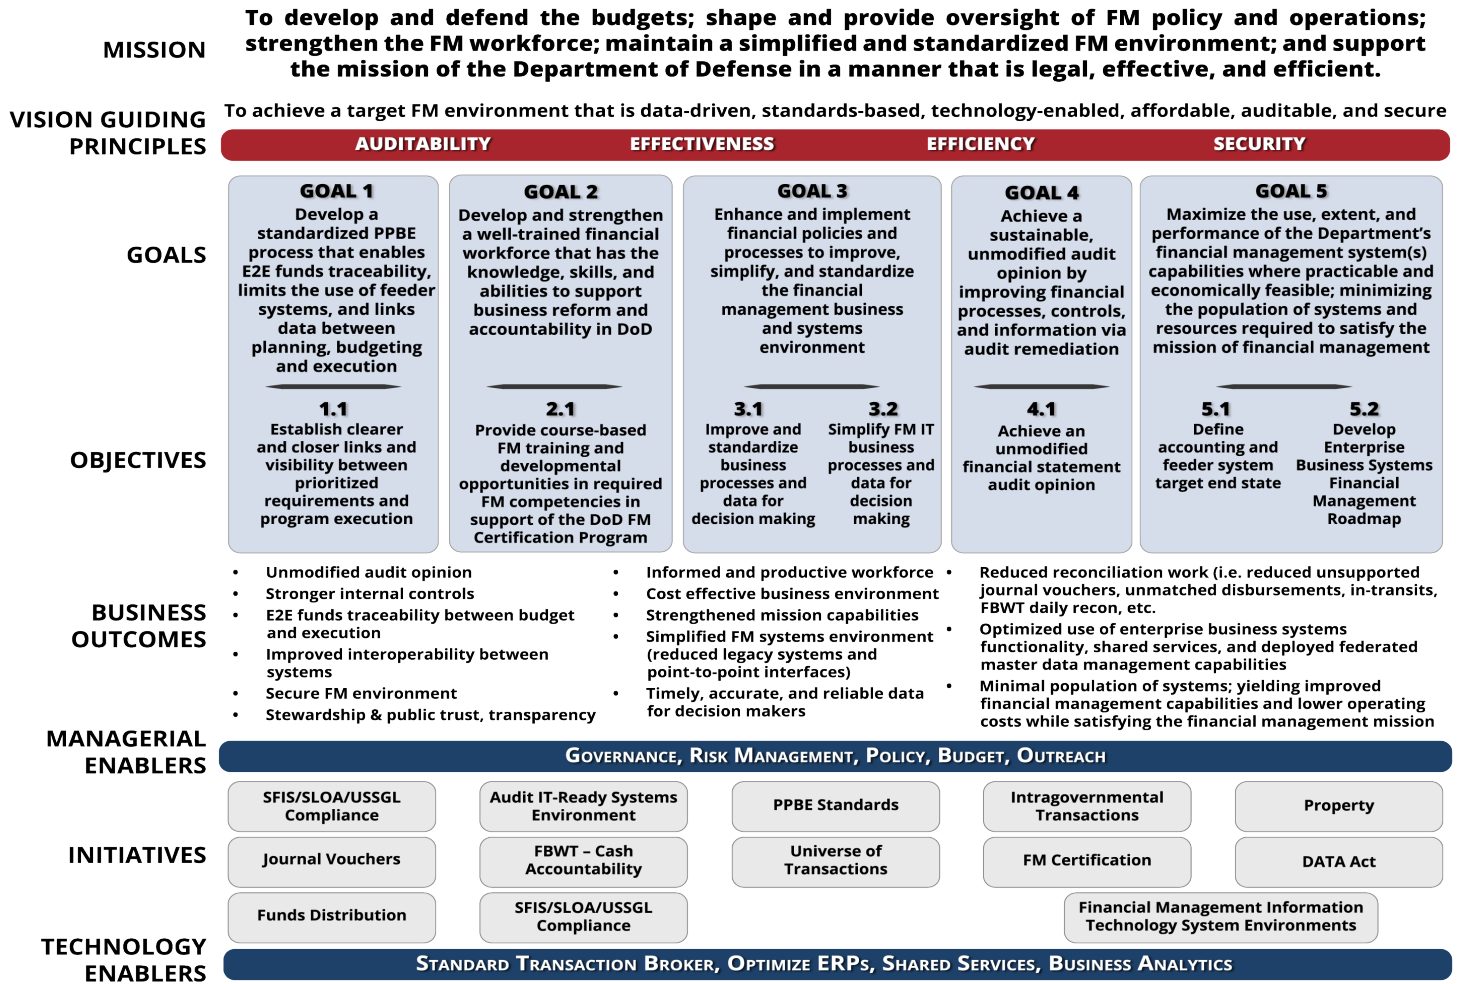 MISSION
To develop and defend the budgets; shape and provide oversight of FM policy and operations;
strengthen the FM workforce; maintain a simplified and standardized FM environment; and support
the mission of the Department of Defense in a manner that is legal, effective, and efficient.
VISION GUIDING
PRINCIPLES
To achieve a target FM environment that is data-driven, standards-based, technology-enabled, affordable, auditable, and secure
AUDITABILITY
EFFECTIVENESS
EFFICIENCY
SECURITY
GOALS
GOAL 1
Develop a
standardized PPBE
process that enables
E2E funds traceability,
limits the use of feeder
systems, and links
data between
planning, budgeting
and execution
GOAL 2
Develop and strengthen
a well-trained financial
workforce that has the
knowledge, skills, and
abilities to support
business reform and
accountability in DoD
GOAL 3
Enhance and implement
financial policies and
processes to improve,
simplify, and standardize
the financial
management business
and systems
environment
GOAL 4
Achieve a
sustainable,
unmodified audit
opinion by
improving financial
processes, controls,
and information via
audit remediation
GOAL 5
Maximize the use, extent, and
performance of the Department’s
financial management system(s)
capabilities where practicable and
economically feasible; minimizing
the population of systems and
resources required to satisfy the
mission of financial management
OBJECTIVES
1.1
Establish clearer
and closer links and
visibility between
prioritized
requirements and
program execution
2.1
Provide course-based
FM training and
developmental
opportunities in required
FM competencies in
support of the DoD FM
Certification Program
3.1
Improve and
standardize
business
processes and
data for
decision making
3.2
Simplify FM IT
business
processes and
data for
decision
making
4.1
Achieve an
unmodified
financial statement
audit opinion
5.1
Define
accounting and
feeder system
target end state
5.2
Develop
Enterprise
Business Systems
Financial
Management
Roadmap
BUSINESS
OUTCOMES
• Unmodified audit opinion
• Stronger internal controls
• E2E funds traceability between budget
and execution
• Improved interoperability between
systems
• Secure FM environment
• Stewardship & public trust, transparency
• Informed and productive workforce
• Cost effective business environment
• Strengthened mission capabilities
• Simplified FM systems environment
(reduced legacy systems and
point-to-point interfaces)
• Timely, accurate, and reliable data
for decision makers
• Reduced reconciliation work (i.e. reduced unsupported
journal vouchers, unmatched disbursements, in-transits,
FBWT daily recon, etc.
• Optimized use of enterprise business systems
functionality, shared services, and deployed federated
master data management capabilities
• Minimal population of systems; yielding improved
financial management capabilities and lower operating
costs while satisfying the financial management mission
MANAGERIAL
ENABLERS
Governance, Risk Management, Policy, Budget, Outreach
INITIATIVES
SFIS/SLOA/USSGL
Compliance
Audit IT-Ready Systems
Environment
PPBE Standards
Intragovernmental
Transactions
Property
Journal Vouchers
FBWT – Cash
Accountability
Universe of
Transactions
FM Certification
DATA Act
Funds Distribution
SFIS/SLOA/USSGL
Compliance
Financial Management Information
Technology System Environments
TECHNOLOGY
ENABLERS
Standard Transaction Broker, Optimize ERPs, Shared Services, Business Analytics